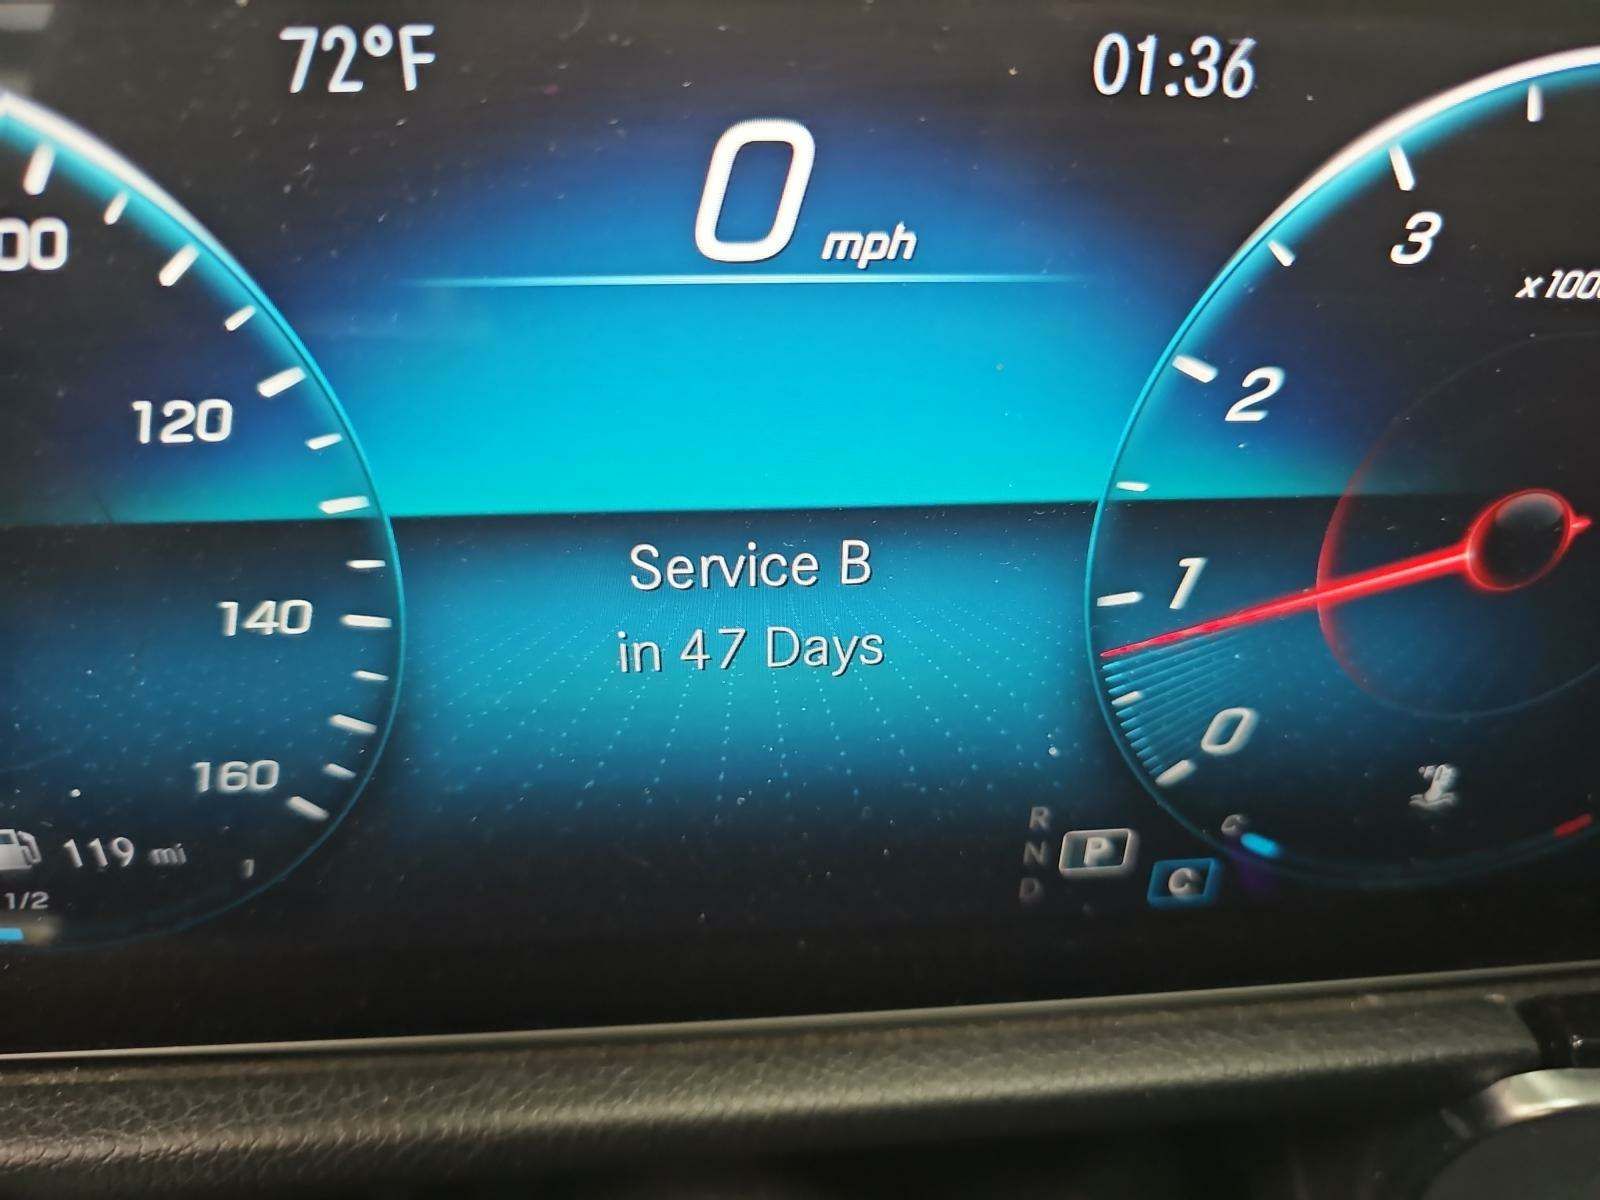 72°F
01:36
0 mph
3
2
1
0
120
140
160
Service B
in 47 Days
119 mi
1/2
1
R
N
D
P
C
C